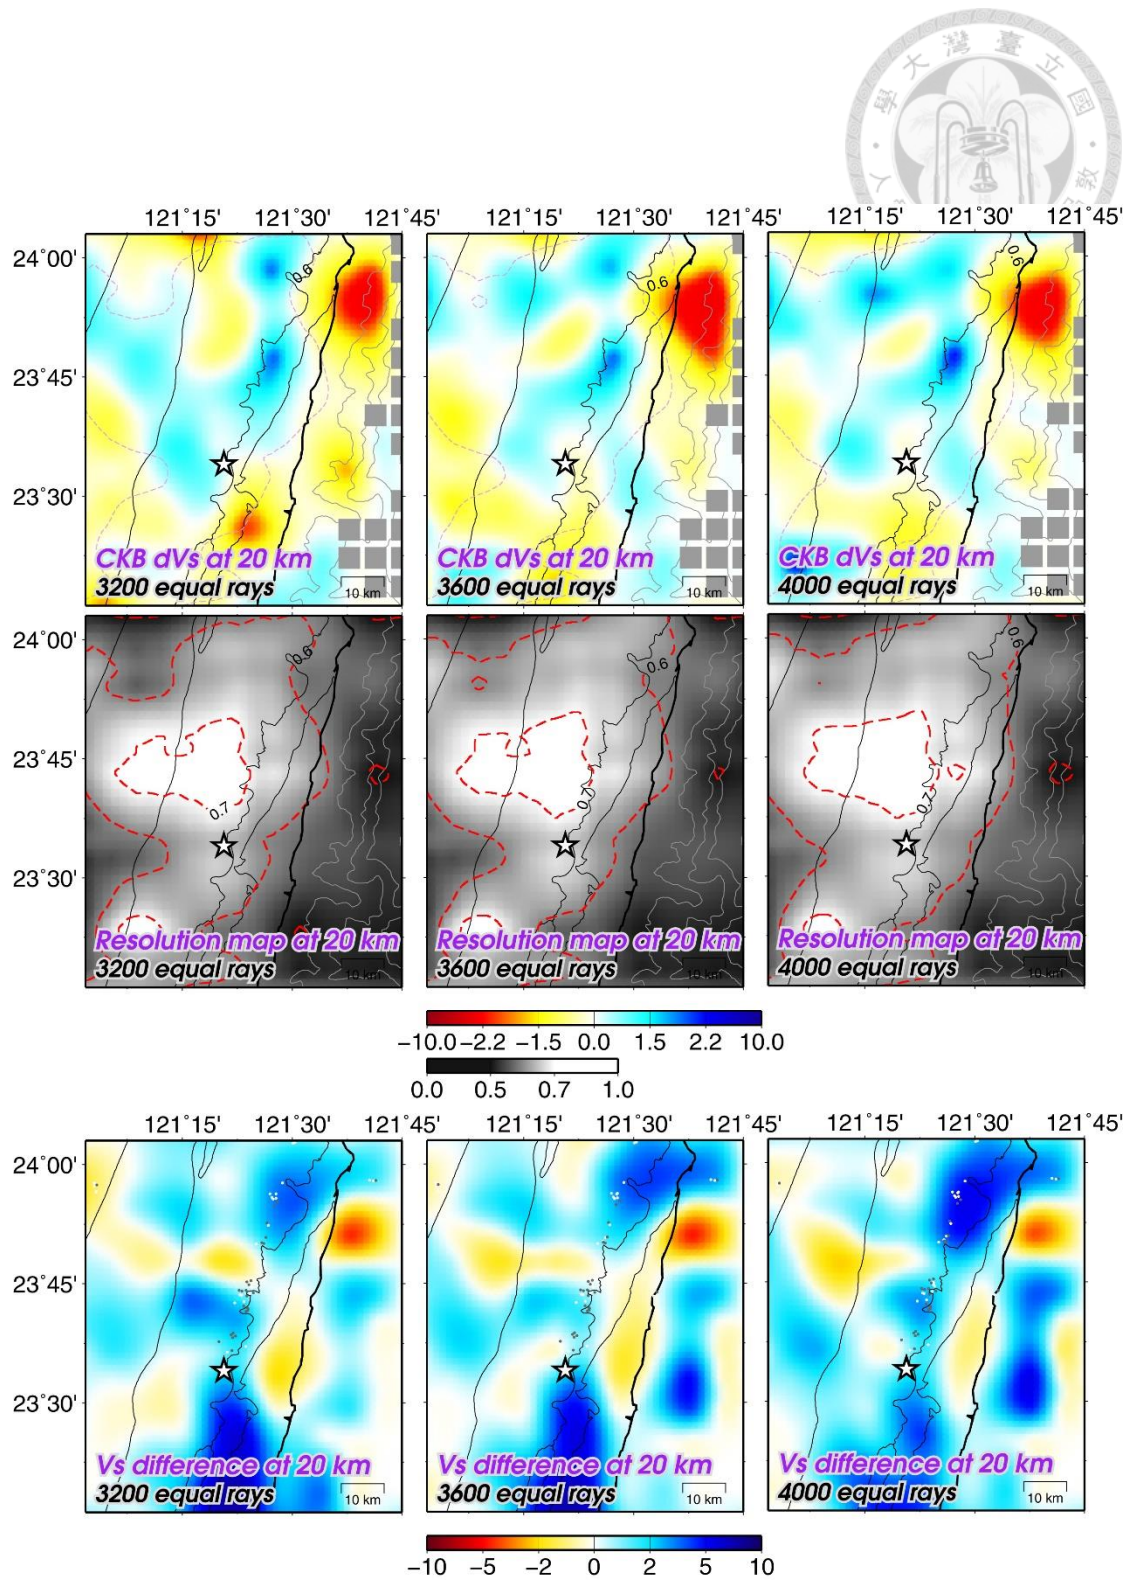 學 大 灣 臺 立 國
121˚15' 121˚30' 121˚45' 121˚15' 121˚30' 121˚45' 121˚15' 121˚30' 121˚45'
24˚00'
23˚45'
23˚30'
0.6
0.6
0.6
CKB dVs at 20 km
3200 equal rays
10 km
CKB dVs at 20 km
3600 equal rays
10 km
CKB dVs at 20 km
4000 equal rays
10 km
24˚00'
23˚45'
23˚30'
0.6
0.7
0.6
0.7
0.6
0.7
Resolution map at 20 km
3200 equal rays
10 km
Resolution map at 20 km
3600 equal rays
10 km
Resolution map at 20 km
4000 equal rays
10 km
−10.0 −2.2 −1.5 0.0 1.5 2.2 10.0
0.0 0.5 0.7 1.0
121˚15' 121˚30' 121˚45' 121˚15' 121˚30' 121˚45' 121˚15' 121˚30' 121˚45'
24˚00'
23˚45'
23˚30'
Vs difference at 20 km
3200 equal rays
10 km
Vs difference at 20 km
3600 equal rays
10 km
Vs difference at 20 km
4000 equal rays
10 km
−10 −5 −2 0 2 5 10